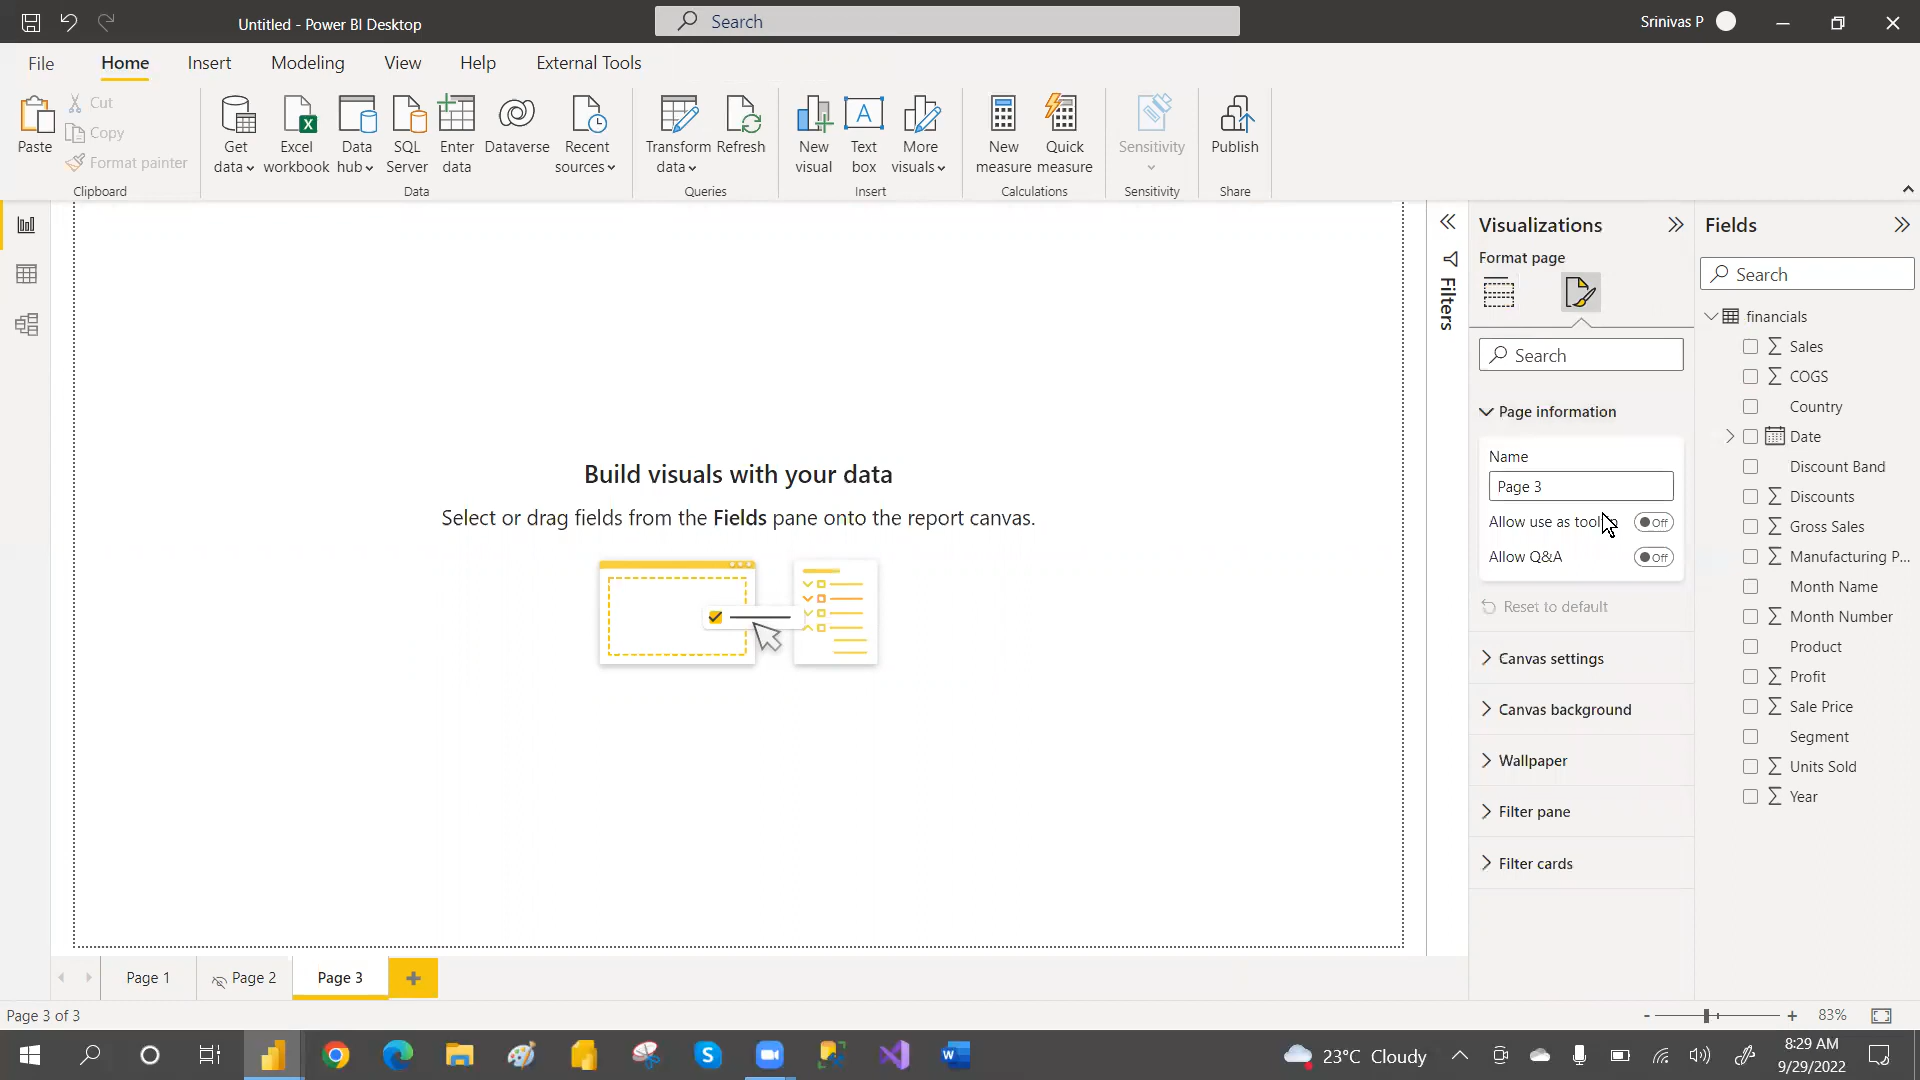 Untitled - Power BI Desktop
Search
Srinivas P
File
Home
Insert
Modeling
View
Help
External Tools
Paste
Cut
Copy
Format painter
Clipboard
Get data
Excel workbook
Data hub
SQL Server
Enter data
Dataverse
Recent sources
Data
Transform data
Refresh
Queries
New visual
Text box
More visuals
Insert
New measure
Quick measure
Calculations
Sensitivity
Sensitivity
Publish
Share
Build visuals with your data
Select or drag fields from the Fields pane onto the report canvas.
Filters
Visualizations
Format page
Search
Page information
Name
Page 3
Allow use as
Off
Allow Q&A
Off
Reset to default
Canvas settings
Canvas background
Wallpaper
Filter pane
Filter cards
Fields
Search
financials
Sales
COGS
Country
Date
Discount Band
Discounts
Gross Sales
Manufacturing P...
Month Name
Month Number
Product
Profit
Sale Price
Segment
Units Sold
Year
Page 1
Page 2
Page 3
Page 3 of 3
83%
23°C Cloudy
8:29 AM
9/29/2022